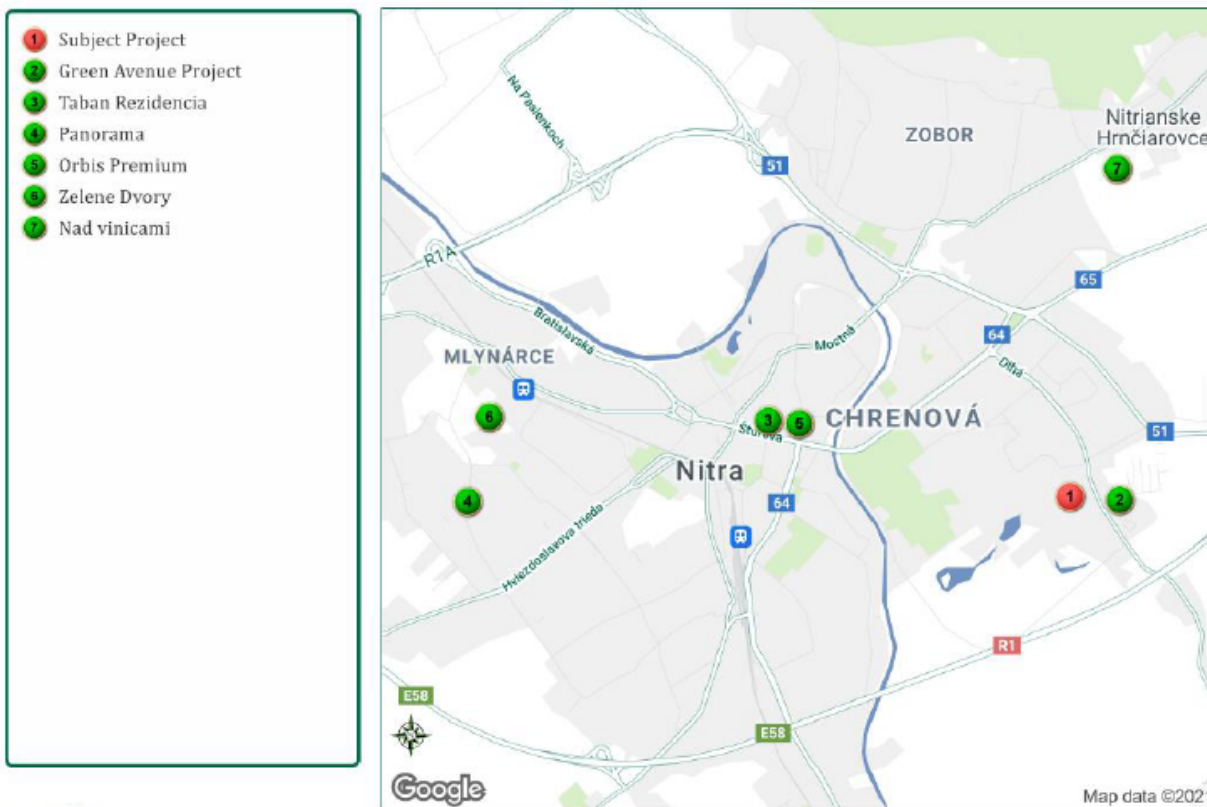 1 Subject Project
2 Green Avenue Project
3 Taban Rezidencia
4 Panorama
5 Orbis Premium
6 Zelene Dvory
7 Nad vinicami
Na Pasienkoch
ZOBOR
Nitrianske
Hrnčiarovce
51
7
R1A
65
Bratislavská
Mostná
64
Dlhá
MLYNÁRCE
6
3
5
Štúrova
CHRENOVÁ
51
Nitra
4
64
1
2
Hviezdoslavova trieda
R1
E58
E58
Google
Map data ©202